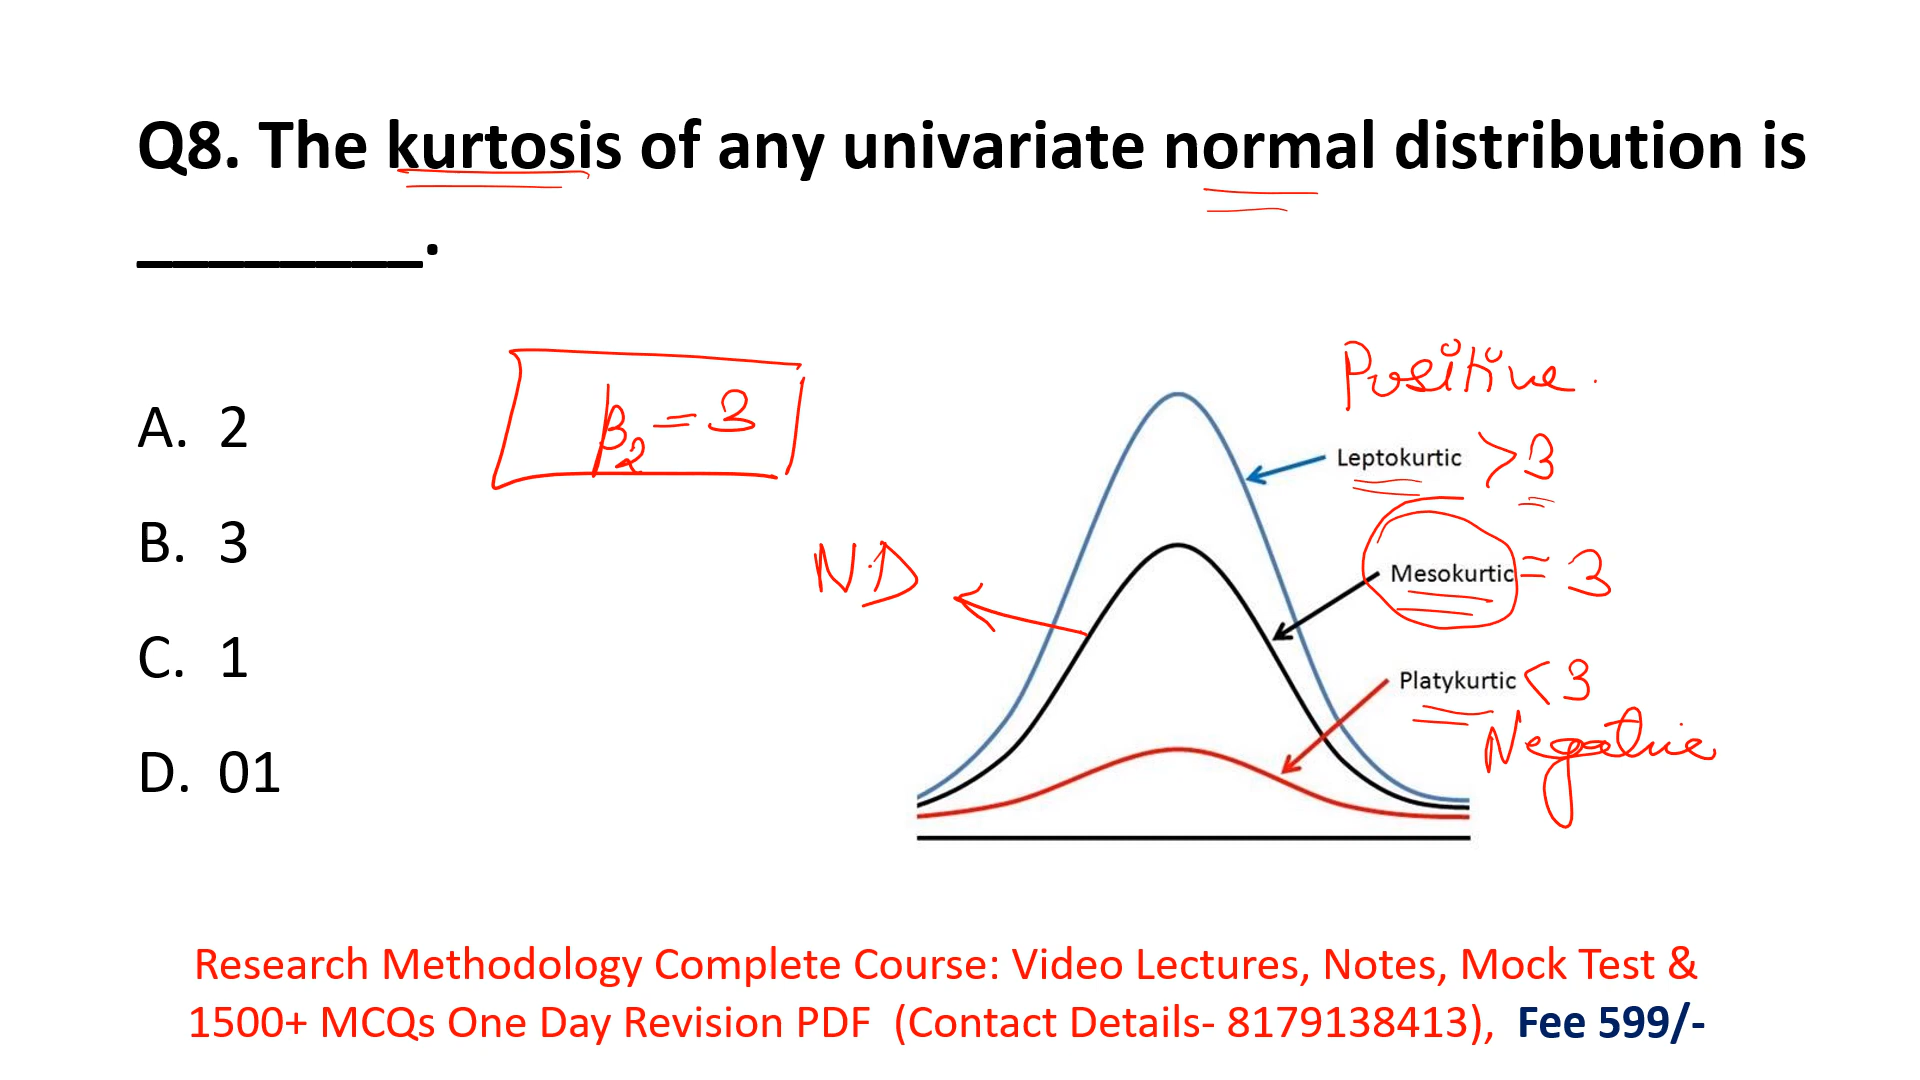 Q8. The kurtosis of any univariate normal distribution is
________.
A. 2
B. 3
C. 1
D. 01
β₂ = 3
N.D
Positive.
Leptokurtic > 3
Mesokurtic = 3
Platykurtic < 3
Negative
Research Methodology Complete Course: Video Lectures, Notes, Mock Test &
1500+ MCQs One Day Revision PDF (Contact Details- 8179138413), Fee 599/-